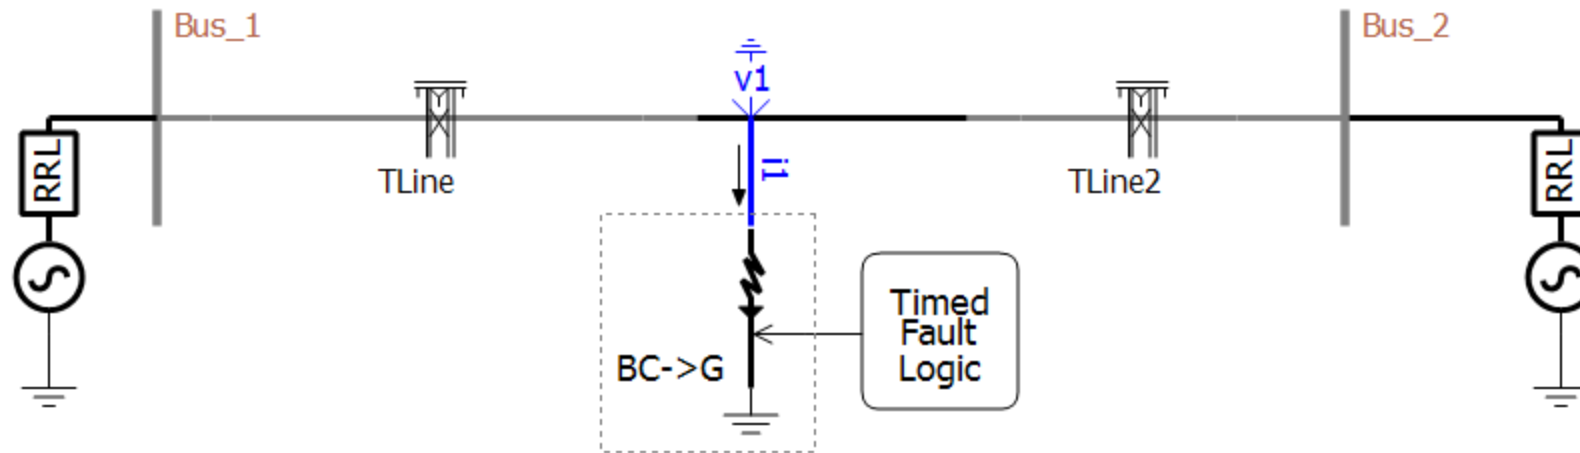 Bus_1
Bus_2
v1
RRL
i1
RRL
TLine
TLine2
Timed
Fault
Logic
BC->G